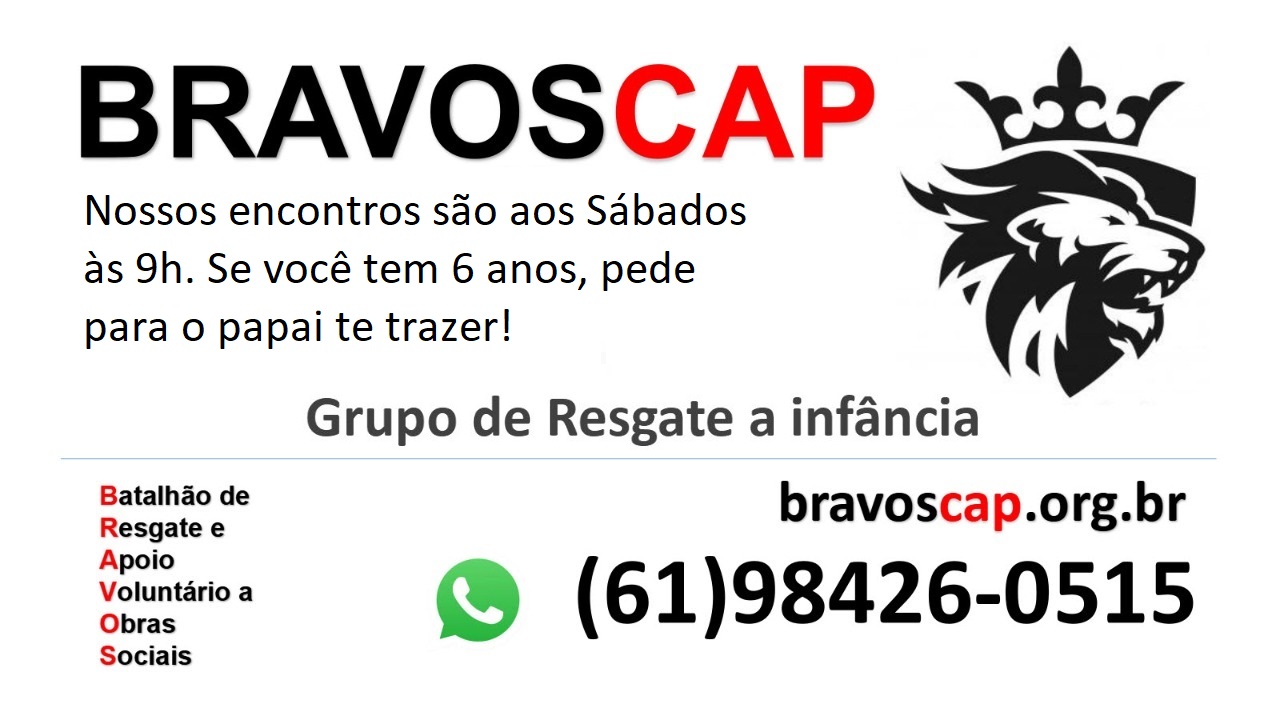 BRAVOSCAP
Nossos encontros são aos Sábados
às 9h. Se você tem 6 anos, pede
para o papai te trazer!
Grupo de Resgate a infância
Batalhão de
Resgate e
Apoio
Voluntário a
Obras
Sociais
bravoscap.org.br
(61)98426-0515